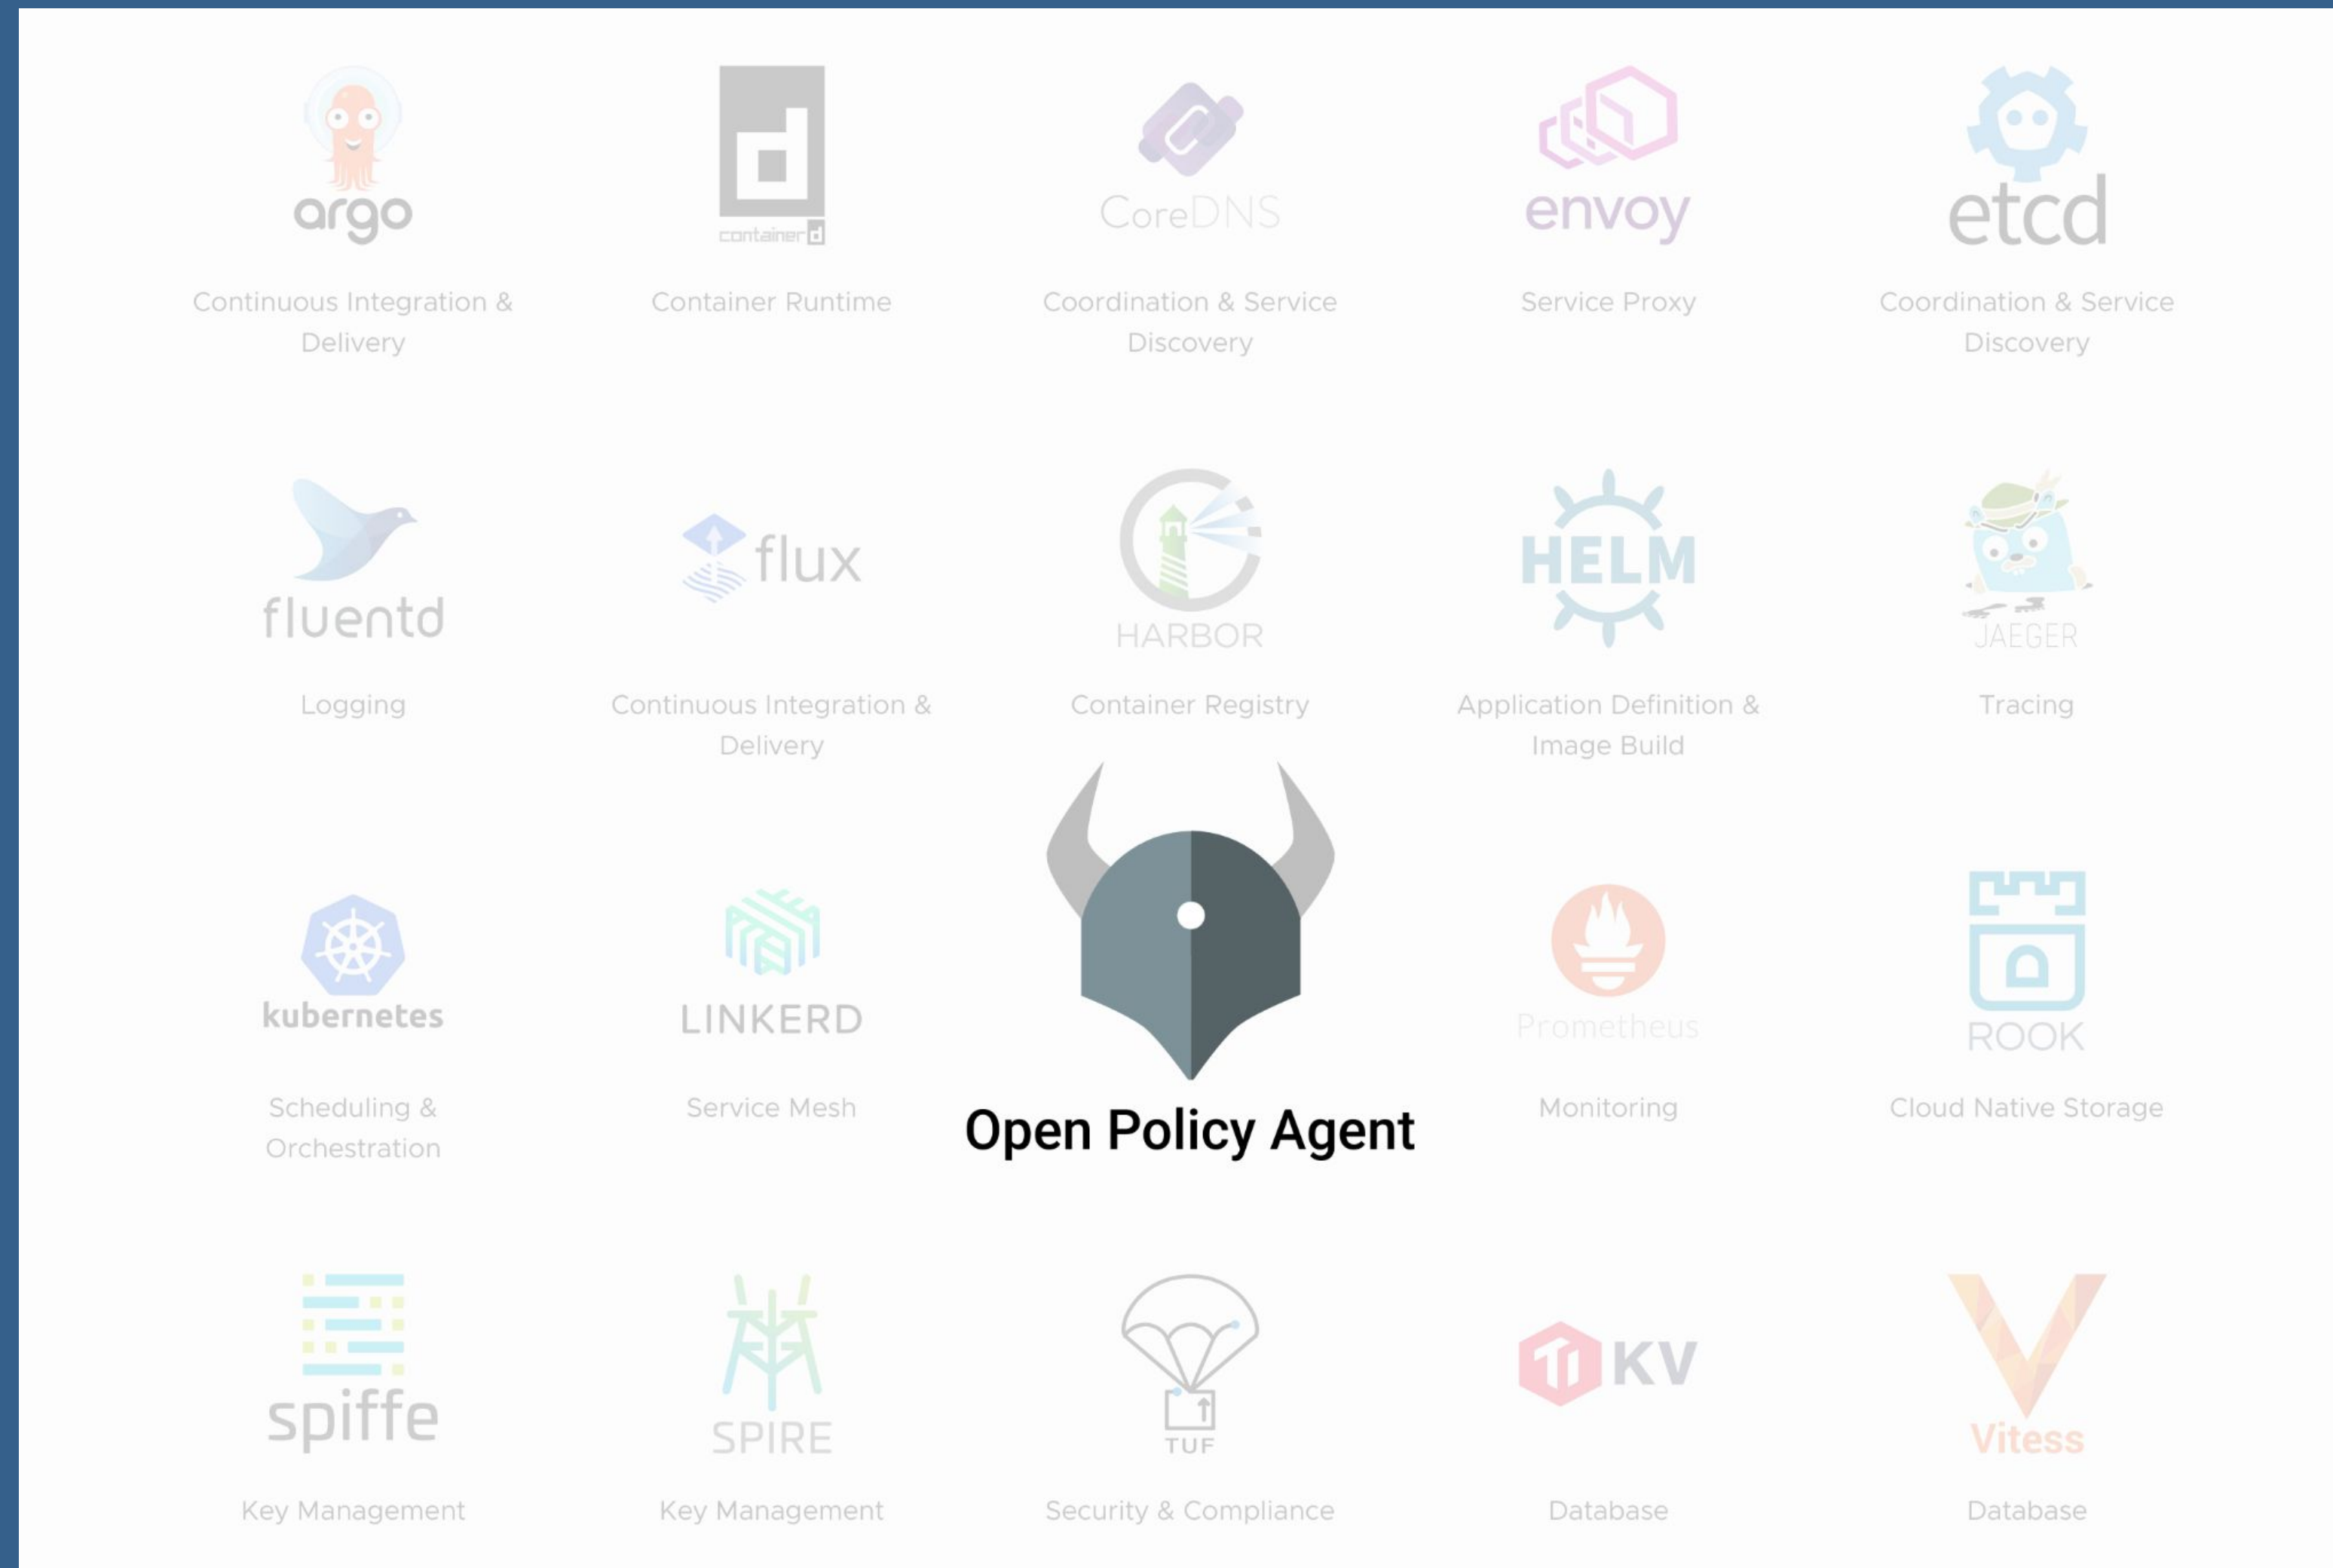 argo
containerd
CoreDNS
envoy
etcd
Continuous Integration &
Delivery
Container Runtime
Coordination & Service
Discovery
Service Proxy
Coordination & Service
Discovery
fluentd
flux
HARBOR
HELM
JAEGER
Logging
Continuous Integration &
Delivery
Container Registry
Application Definition &
Image Build
Tracing
kubernetes
LINKERD
Open Policy Agent
Prometheus
ROOK
Scheduling &
Orchestration
Service Mesh
Monitoring
Cloud Native Storage
spiffe
SPIRE
TUF
TiKV
Vitess
Key Management
Key Management
Security & Compliance
Database
Database